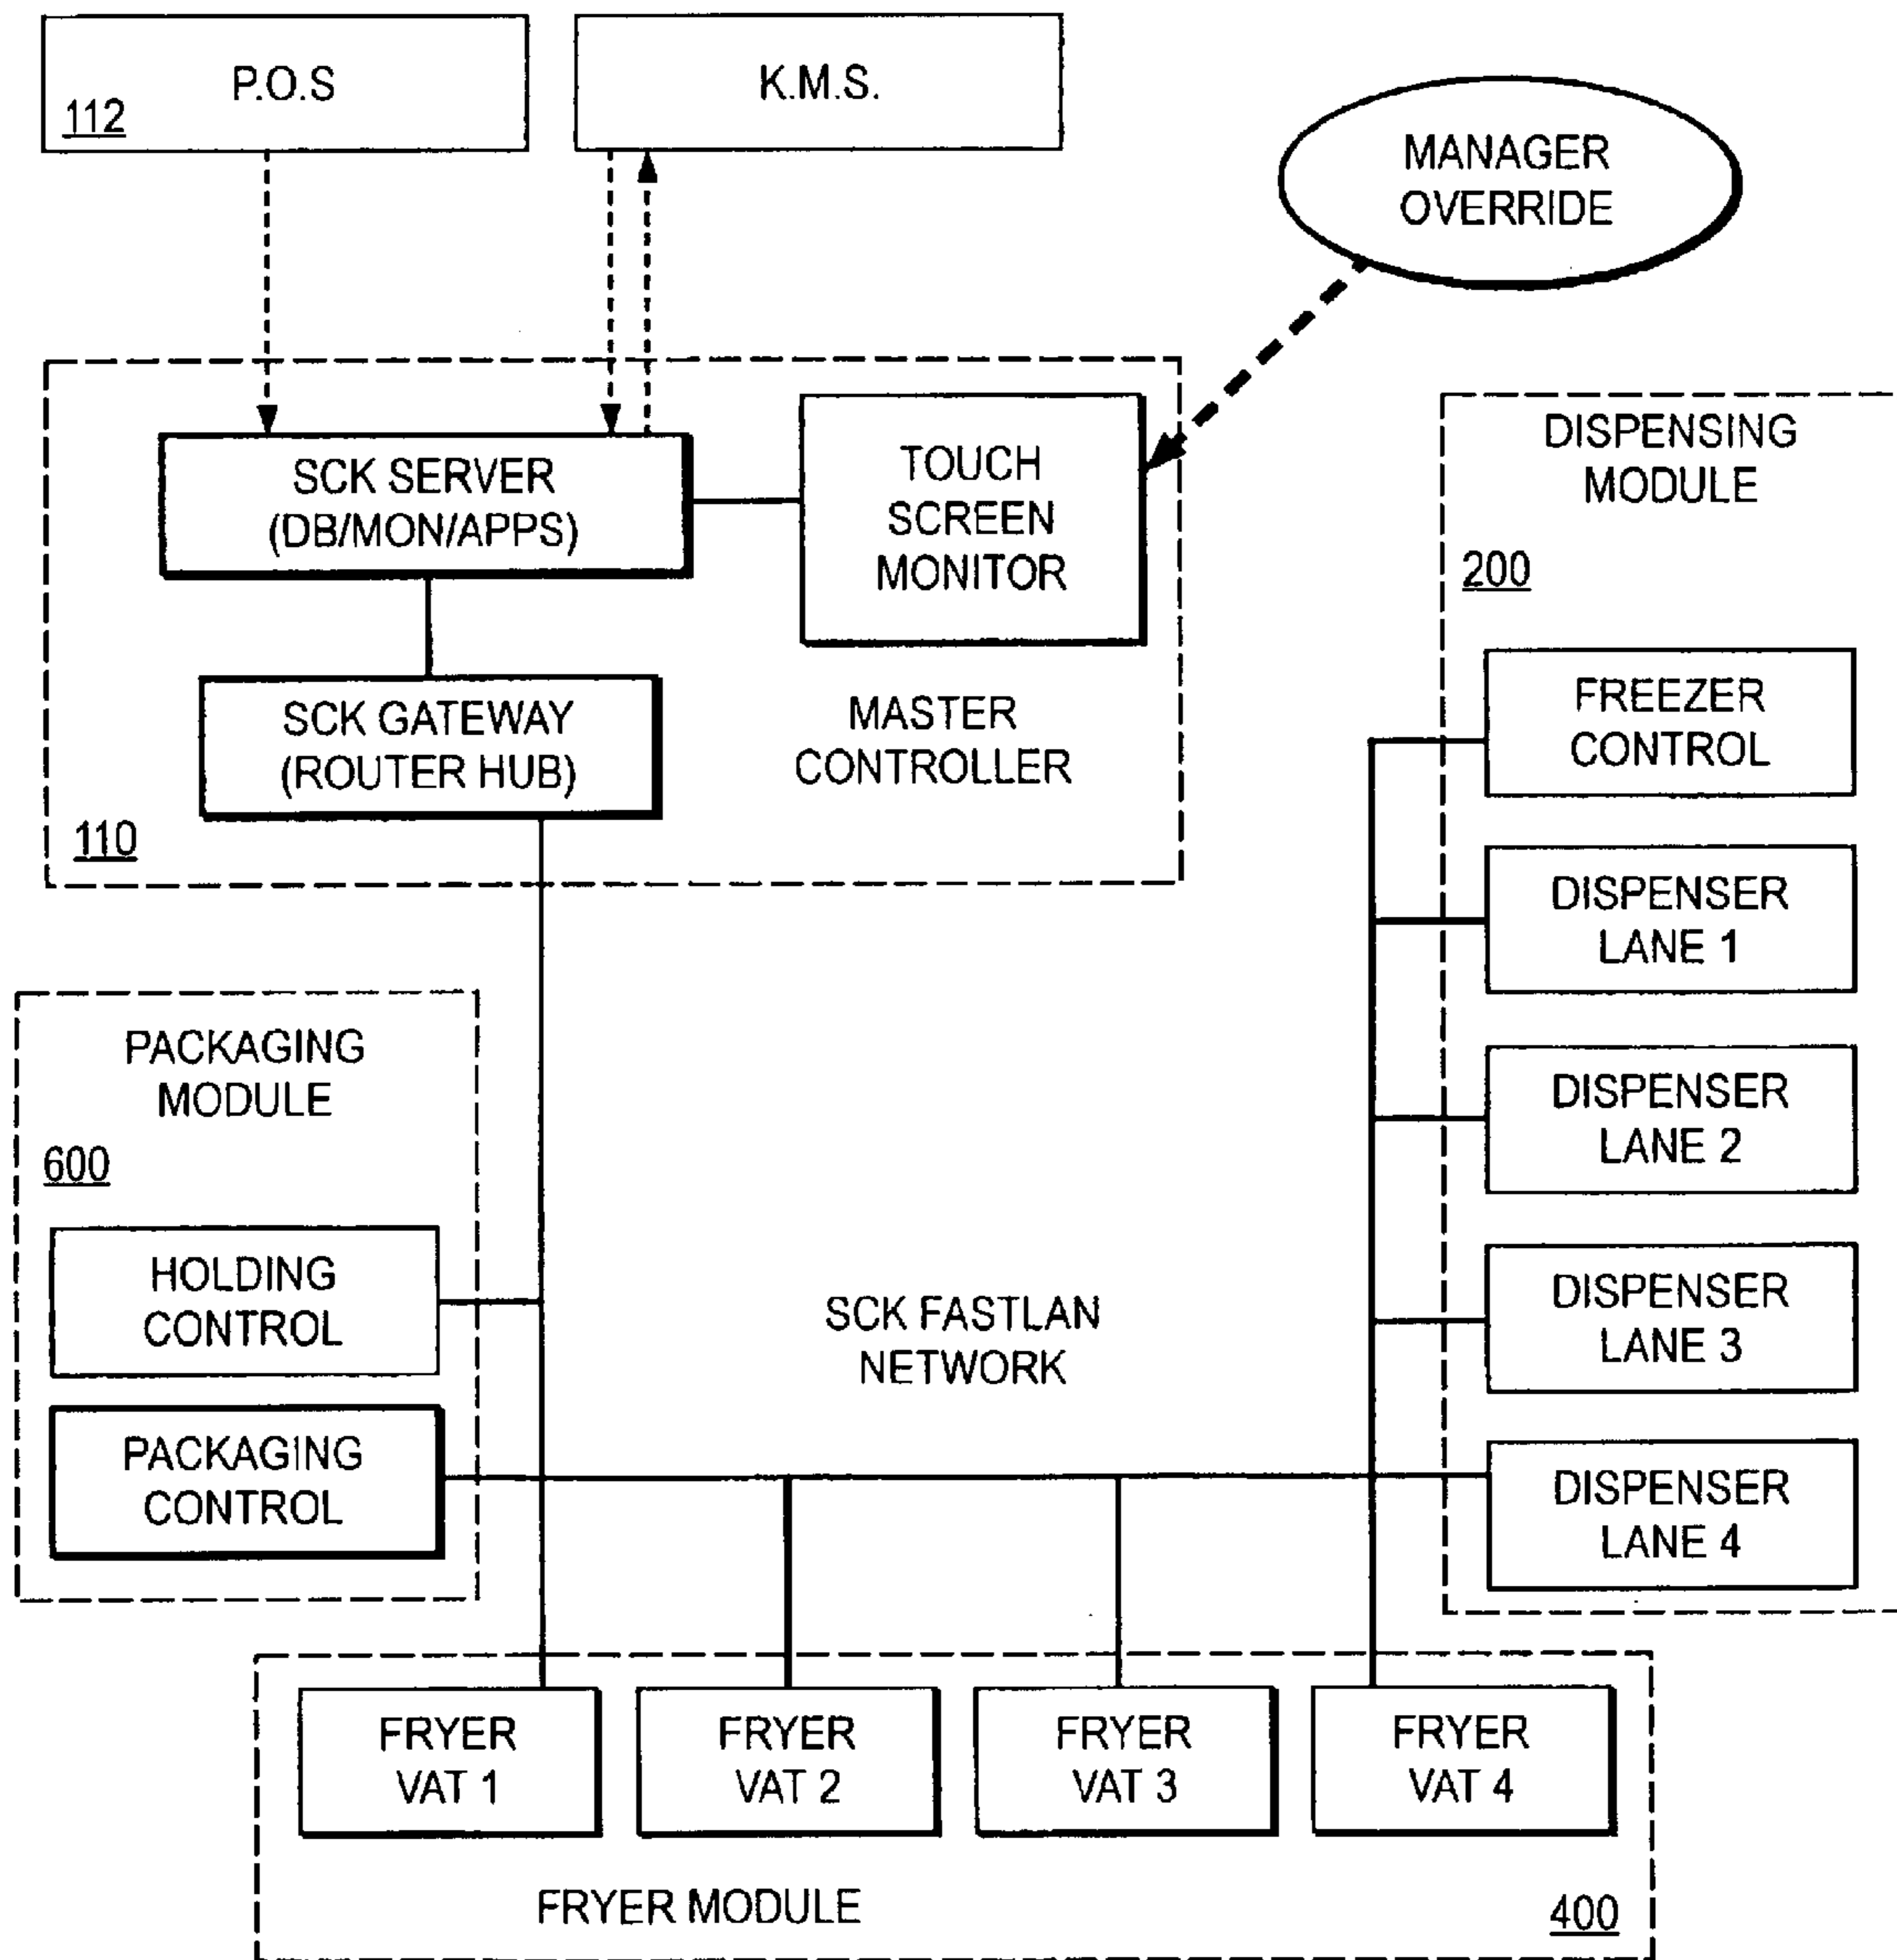 P.O.S
112
K.M.S.
MANAGER
OVERRIDE
SCK SERVER
(DB/MON/APPS)
TOUCH
SCREEN
MONITOR
SCK GATEWAY
(ROUTER HUB)
MASTER
CONTROLLER
110
DISPENSING
MODULE
200
FREEZER
CONTROL
DISPENSER
LANE 1
DISPENSER
LANE 2
DISPENSER
LANE 3
DISPENSER
LANE 4
PACKAGING
MODULE
600
HOLDING
CONTROL
PACKAGING
CONTROL
SCK FASTLAN
NETWORK
FRYER
VAT 1
FRYER
VAT 2
FRYER
VAT 3
FRYER
VAT 4
FRYER MODULE
400